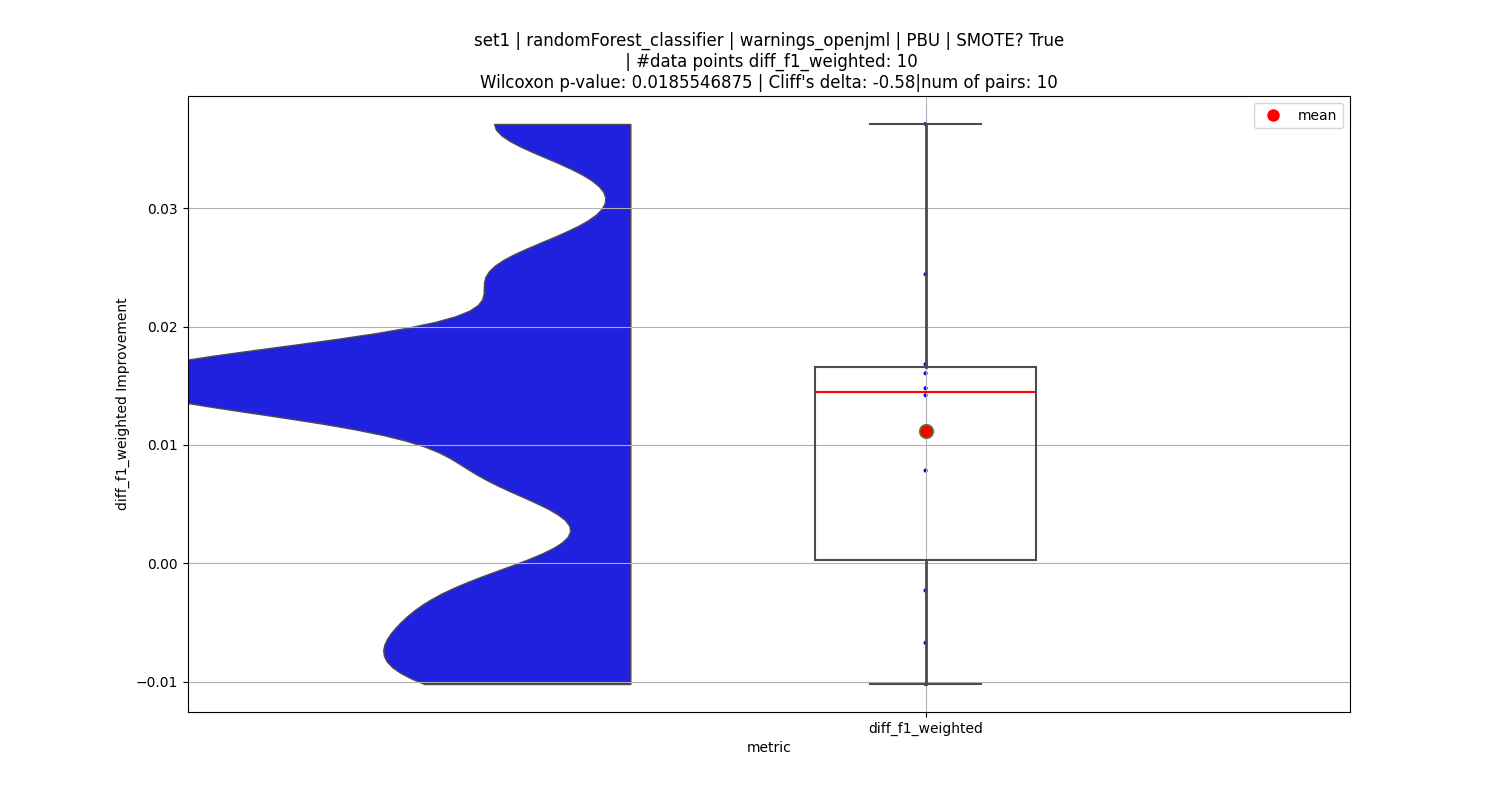 set1 | randomForest_classifier | warnings_openjml | PBU | SMOTE? True
| #data points diff_f1_weighted: 10
Wilcoxon p-value: 0.0185546875 | Cliff's delta: -0.58|num of pairs: 10
mean
0.03
0.02
0.01
0.00
−0.01
diff_f1_weighted Improvement
diff_f1_weighted
metric